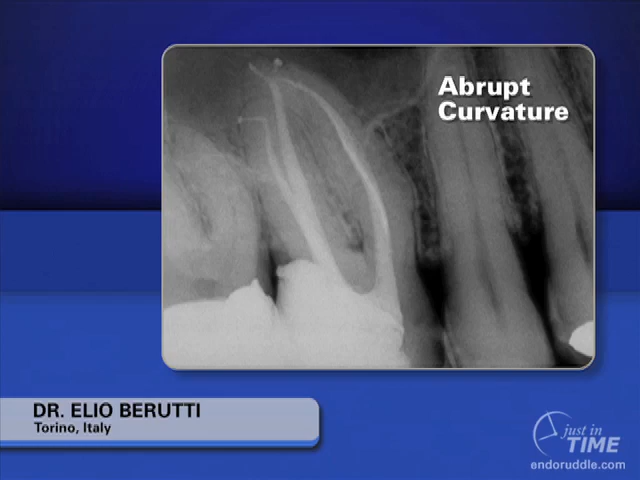 Abrupt
Curvature
DR. ELIO BERUTTI
Torino, Italy
just in
TIME
endoruddle.com